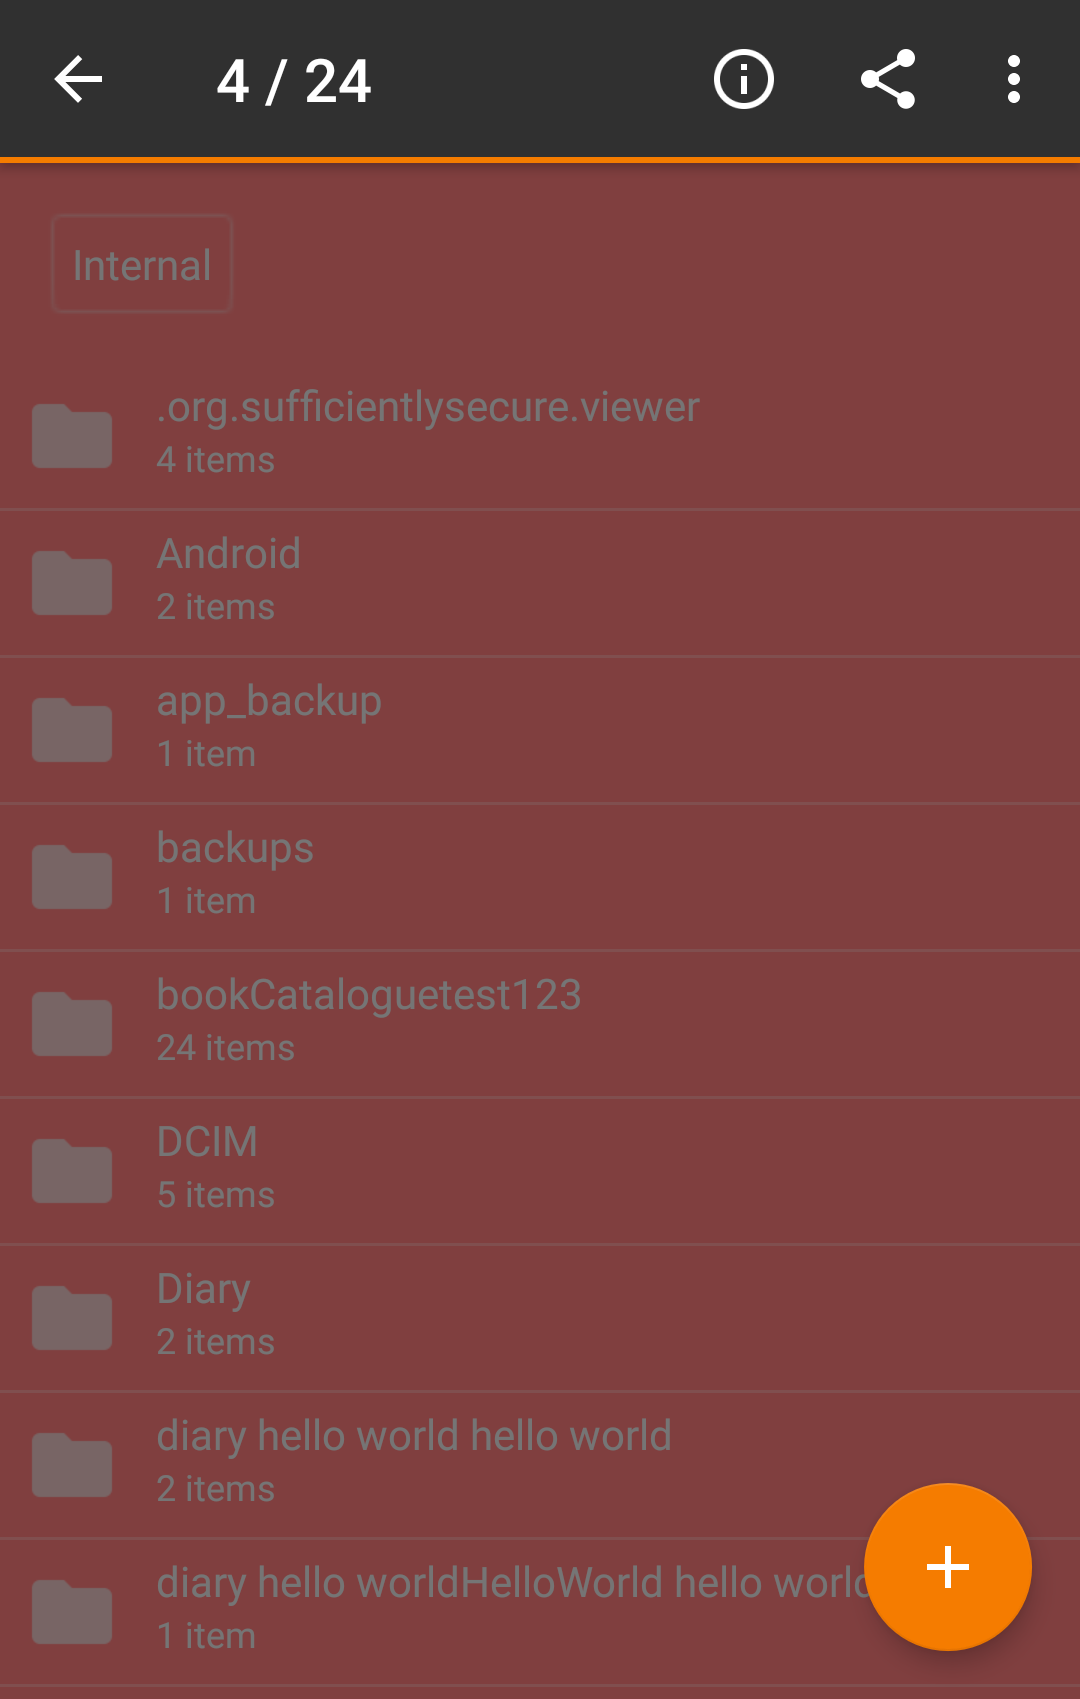 4 / 24
Internal
.org.sufficientlysecure.viewer
4 items
Android
2 items
app_backup
1 item
backups
1 item
bookCataloguetest123
24 items
DCIM
5 items
Diary
2 items
diary hello world hello world
2 items
diary hello worldHelloWorld hello world
1 item